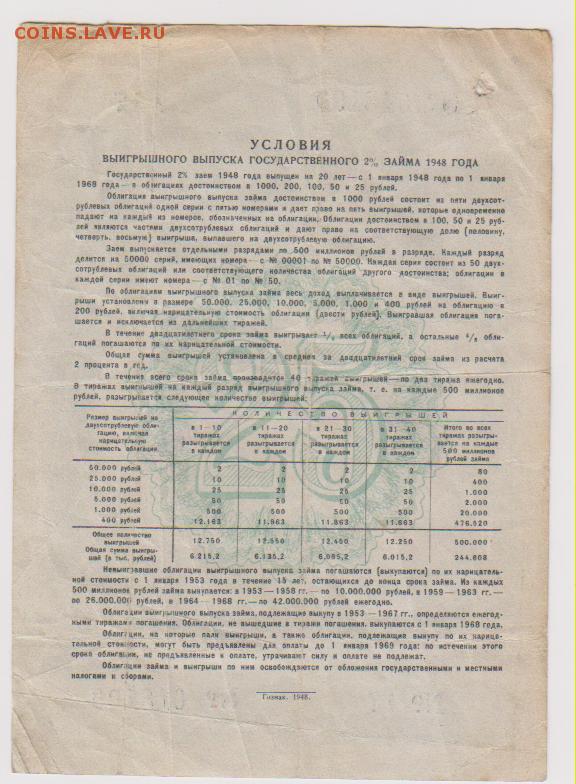 COINS.LAVE.RU
УСЛОВИЯ
ВЫИГРЫШНОГО ВЫПУСКА ГОСУДАРСТВЕННОГО 2% ЗАЙМА 1948 ГОДА
Государственный 2% заем 1948 года выпущен на 20 лет — с 1 января 1948 года по 1 января
1968 года — в облигациях достоинством в 1000, 200, 100, 50 и 25 рублей.
Облигация выигрышного выпуска займа достоинством в 1000 рублей состоит из пяти двухсот-
рублевых облигаций одной серии с пятью номерами и дает право на пять выигрышей, которые одновременно
падают на каждый из номеров, обозначенных на облигации. Облигации достоинством в 100, 50 и 25 руб-
лей являются частями двухсотрублевых облигаций и дают право на соответствующую долю (половину,
четверть, восьмую) выигрыша, выпавшего на двухсотрублевую облигацию.
Заем выпускается отдельными разрядами по 500 миллионов рублей в разряде. Каждый разряд
делится на 50000 серий, имеющих номера — с № 00001 по № 50000. Каждая серия состоит из 50 двух-
сотрублевых облигаций или соответствующего количества облигаций другого достоинства; облигации в
каждой серии имеют номера — с № 01 по № 50.
По облигациям выигрышного выпуска займа весь доход выплачивается в виде выигрышей. Выиг-
рыши установлены в размере 50.000, 25.000, 10.000, 5.000, 1.000 и 400 рублей на облигацию в
200 рублей, включая нарицательную стоимость облигации (двести рублей). Выигравшая облигация пога-
шается и исключается из дальнейших тиражей.
В течение двадцатилетнего срока займа выигрывает всех облигаций, а остальные обли-
гаций погашаются по их нарицательной стоимости.
Общая сумма выигрышей установлена в среднем за двадцатилетний срок займа из расчета
2 процента в год.
В течение всего срока займа производится 40 тиражей выигрышей — по два тиража ежегодно.
В тиражах выигрышей на каждый разряд выигрышного выпуска займа, т. е. на каждые 500 миллионов
рублей, разыгрывается следующее количество выигрышей:
Размер выигрышей на двухсотрублевую обли-гацию, включая нарицательную стоимость облигации
КОЛИЧЕСТВО ВЫИГРЫШЕЙ
в 1—10 тиражах разыгрывается в каждом
в 11—20 тиражах разыгрывается в каждом
в 21—30 тиражах разыгрывается в каждом
в 31—40 тиражах разыгрывается в каждом
Итого во всех тиражах разыгры-вается на каждые 500 миллионов рублей займа
50.000 рублей 2 2 2 2 80
25.000 рублей 10 10 10 10 400
10.000 рублей 25 25 25 25 1.000
5.000 рублей 50 50 50 50 2.000
1.000 рублей 500 500 500 500 20.000
400 рублей 12.163 11.963 11.863 11.663 476.520
Общее количество выигрышей 12.750 12.550 12.450 12.250 500.000
Общая сумма выигры-шей (в тыс. рублей) 6.215,2 6.135,2 6.095,2 6.015,2 244.608
Невыигравшие облигации выигрышного выпуска займа погашаются (выкупаются) по их нарицатель-
ной стоимости с 1 января 1953 года в течение 15 лет, остающихся до конца срока займа. Из каждых
500 миллионов рублей займа выкупается: в 1953—1958 гг.— по 10.000.000 рублей, в 1959—1963 гг.—
по 26.000.000 рублей, в 1964—1968 гг.— по 42.000.000 рублей ежегодно.
Облигации выигрышного выпуска займа, подлежащие выкупу в 1953—1967 гг., определяются ежегод-
ными тиражами погашения. Облигации, не вышедшие в тиражи погашения, выкупаются с 1 января 1968 года.
Облигации, на которые пали выигрыши, а также облигации, подлежащие выкупу по их нарица-
тельной стоимости, могут быть предъявлены для оплаты до 1 января 1969 года; по истечении этого
срока облигации, не предъявленные к оплате, утрачивают силу и оплате не подлежат.
Облигации займа и выигрыши по ним освобождаются от обложения государственными и местными
налогами и сборами.
Гознак. 1948.